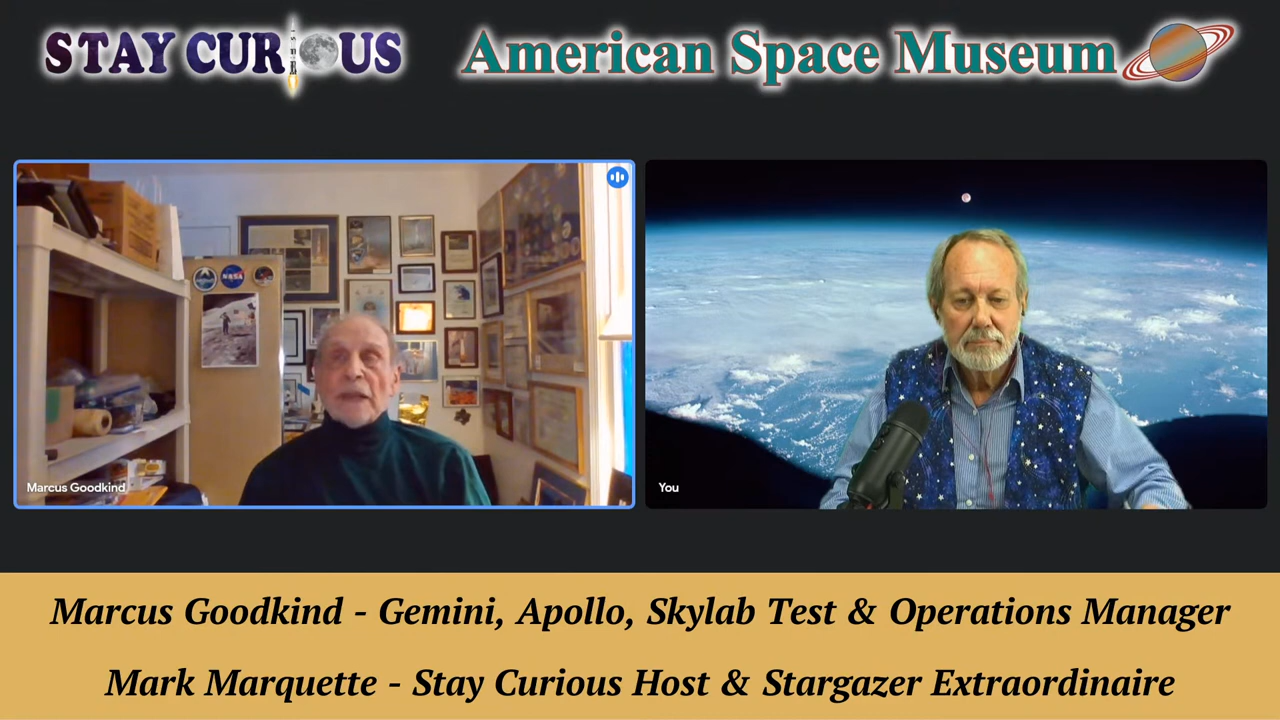 STAY CURIOUS
American Space Museum
NASA
Marcus Goodkind
You
Marcus Goodkind - Gemini, Apollo, Skylab Test & Operations Manager
Mark Marquette - Stay Curious Host & Stargazer Extraordinaire